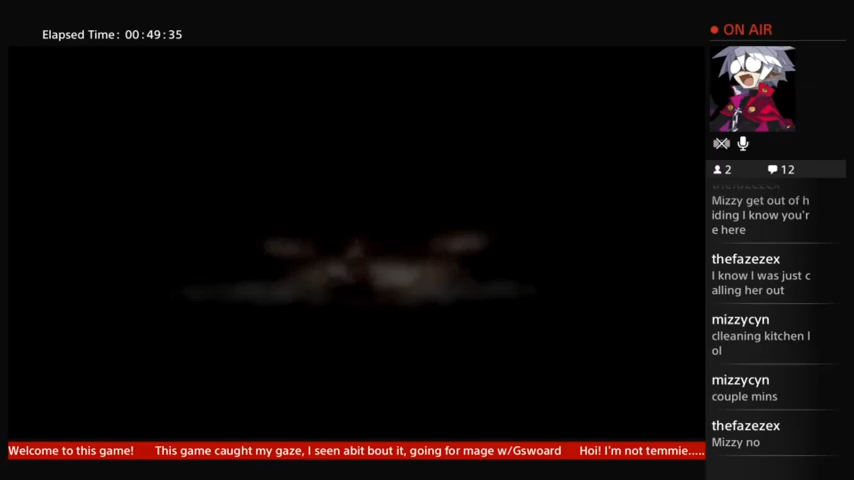 Elapsed Time: 00:49:35
ON AIR
2
12
Mizzy get out of h
iding I know you'r
e here
thefazezex
I know I was just c
alling her out
mizzycyn
clleaning kitchen l
ol
mizzycyn
couple mins
thefazezex
Mizzy no
Welcome to this game! This game caught my gaze, I seen abit bout it, going for mage w/Gswoard Hoi! I'm not temmie.....